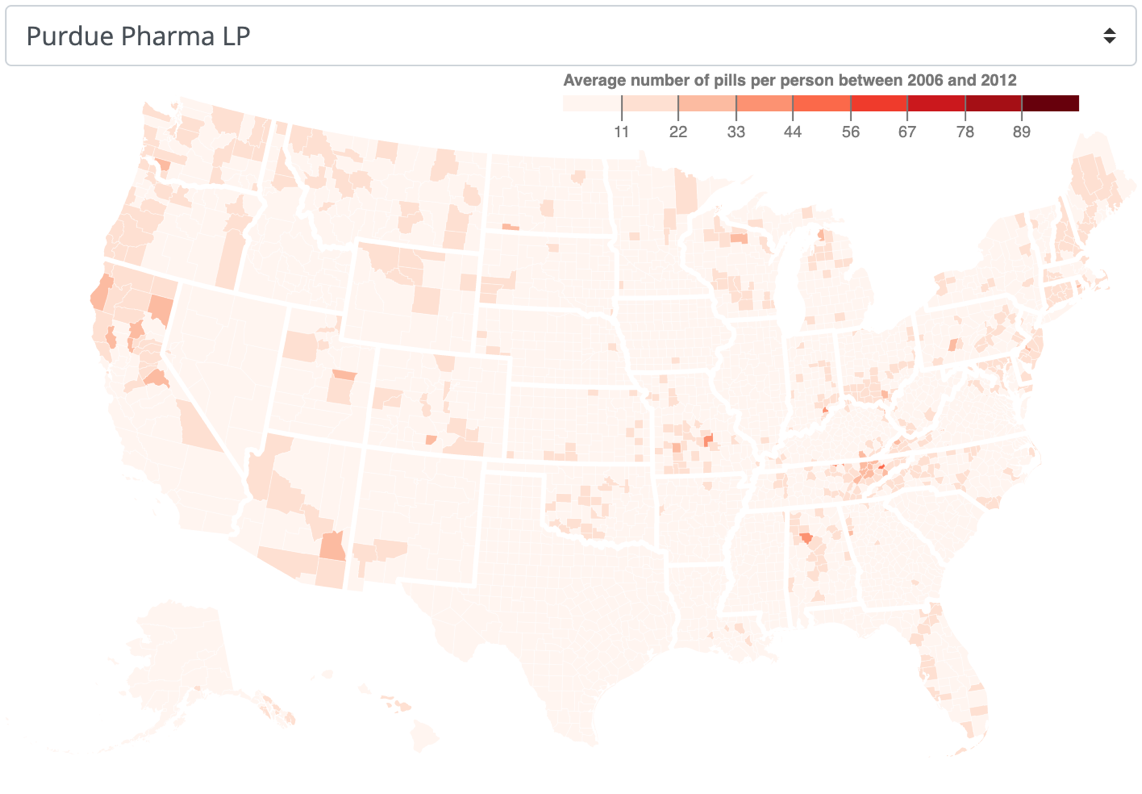 Purdue Pharma LP
Average number of pills per person between 2006 and 2012
11 22 33 44 56 67 78 89